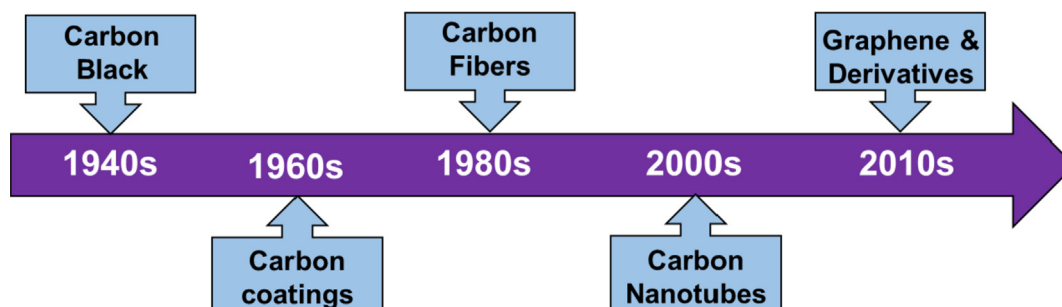 Carbon
Black
Carbon
Fibers
Graphene &
Derivatives
1940s
1960s
1980s
2000s
2010s
Carbon
coatings
Carbon
Nanotubes